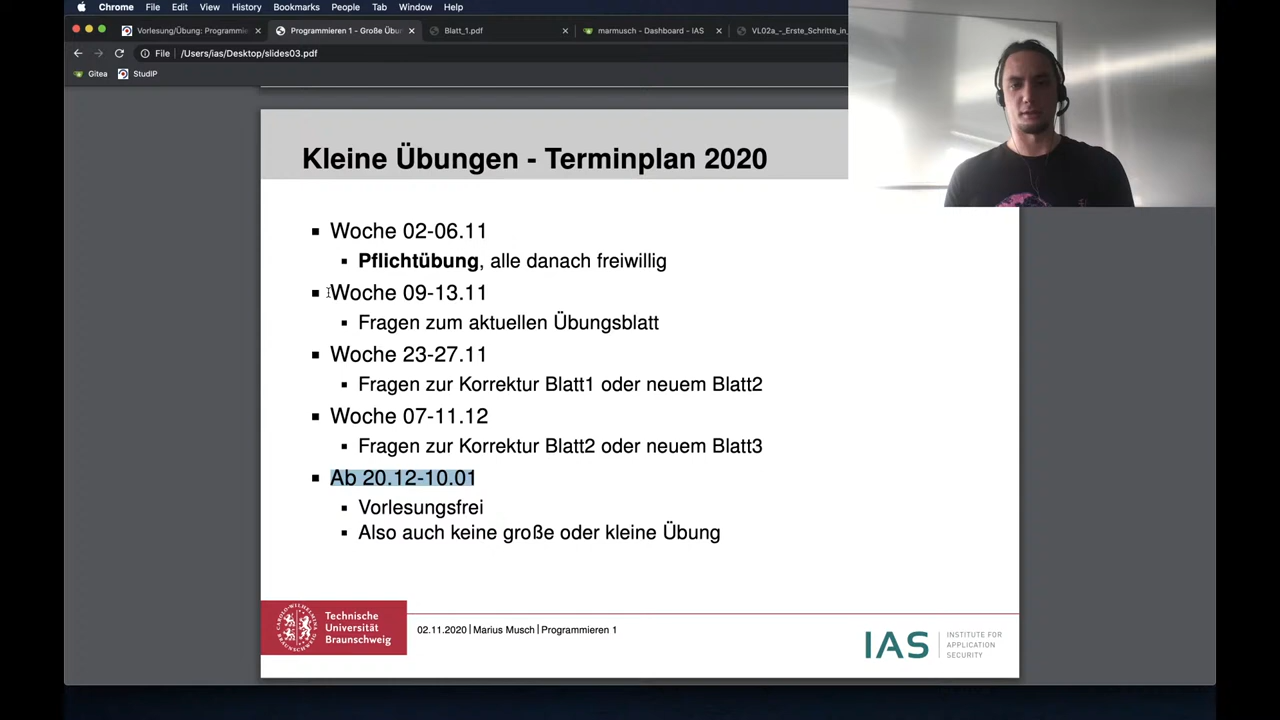 Chrome File Edit View History Bookmarks People Tab Window Help
Vorlesung/Übung: Programmie
Programmieren 1 - Große Übun
Blatt_1.pdf
marmusch - Dashboard - IAS
VL02a_-_Erste_Schritte_in_
File /Users/ias/Desktop/slides03.pdf
Gitea StudIP
Kleine Übungen - Terminplan 2020
Woche 02-06.11
Pflichtübung, alle danach freiwillig
Woche 09-13.11
Fragen zum aktuellen Übungsblatt
Woche 23-27.11
Fragen zur Korrektur Blatt1 oder neuem Blatt2
Woche 07-11.12
Fragen zur Korrektur Blatt2 oder neuem Blatt3
Ab 20.12-10.01
Vorlesungsfrei
Also auch keine große oder kleine Übung
Technische
Universität
Braunschweig
02.11.2020 | Marius Musch | Programmieren 1
IAS
INSTITUTE FOR
APPLICATION
SECURITY